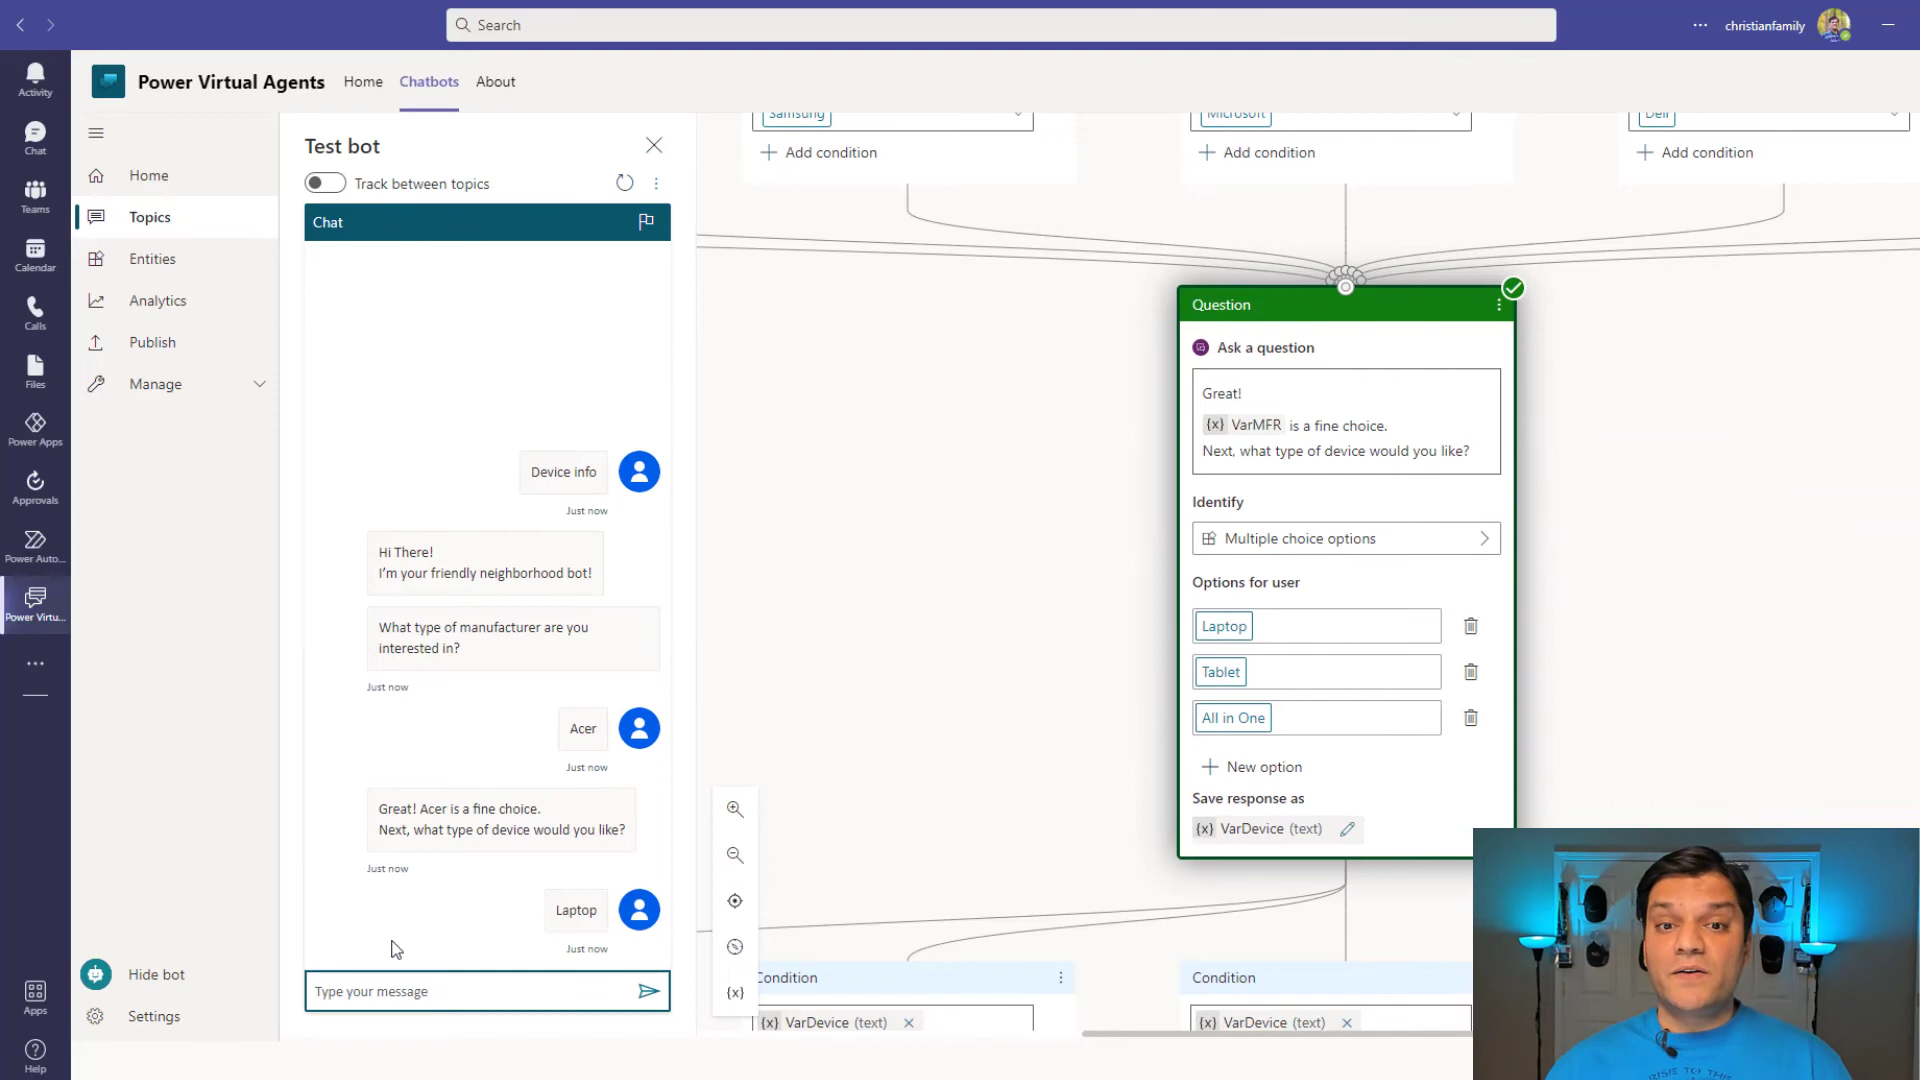 Search
christianfamily
Activity
Chat
Teams
Calendar
Calls
Files
Power Apps
Approvals
Power Auto...
Power Virtu...
Apps
Help
Power Virtual Agents
Home
Chatbots
About
Home
Topics
Entities
Analytics
Publish
Manage
Hide bot
Settings
Test bot
Track between topics
Chat
Device info
Just now
Hi There!
I'm your friendly neighborhood bot!
What type of manufacturer are you
interested in?
Just now
Acer
Just now
Great! Acer is a fine choice.
Next, what type of device would you like?
Just now
Laptop
Just now
Type your message
Samsung
Add condition
Microsoft
Add condition
Dell
Add condition
Question
Ask a question
Great!
{x} VarMFR is a fine choice.
Next, what type of device would you like?
Identify
Multiple choice options
Options for user
Laptop
Tablet
All in One
New option
Save response as
{x} VarDevice (text)
{x}
Condition
{x} VarDevice (text)
Condition
{x} VarDevice (text)